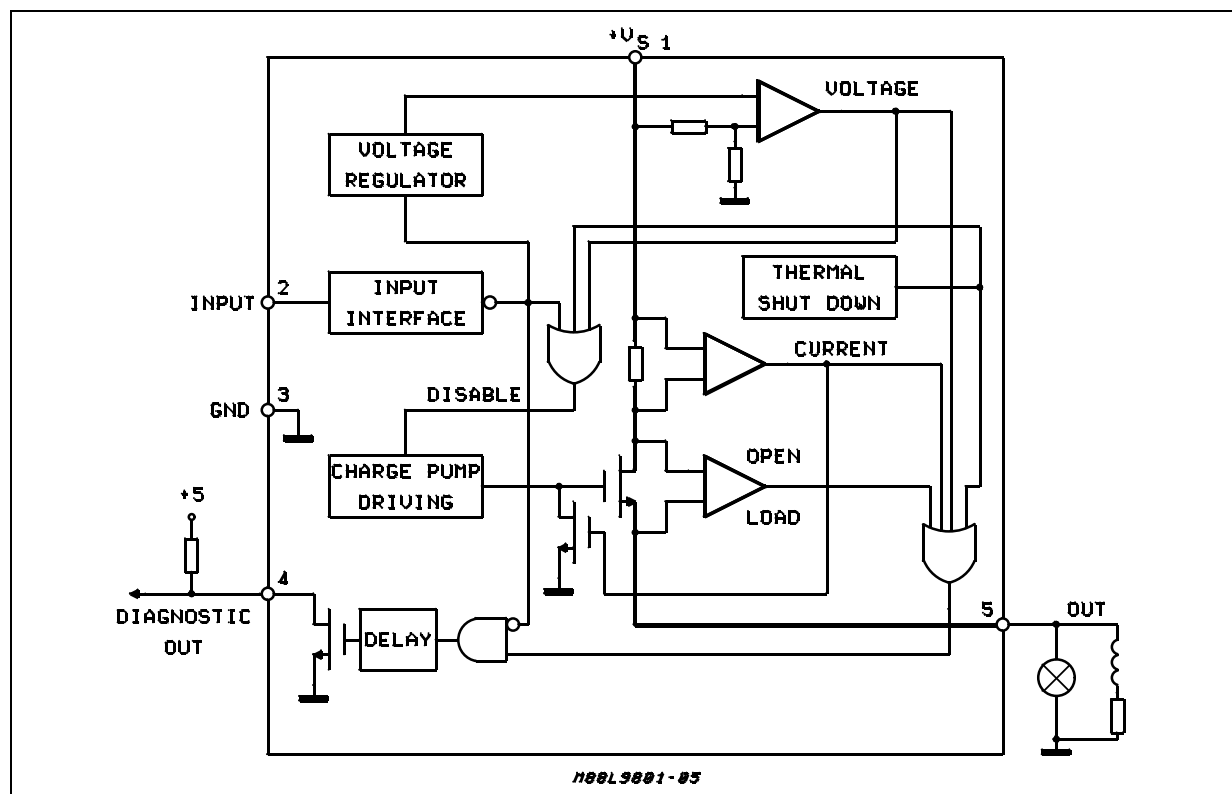 +VS 1
VOLTAGE
VOLTAGE
REGULATOR
THERMAL
SHUT DOWN
2
INPUT
INPUT
INTERFACE
CURRENT
3
GND
DISABLE
OPEN
LOAD
CHARGE PUMP
DRIVING
+5
4
5
OUT
DIAGNOSTIC
OUT
DELAY
M88L9801-05